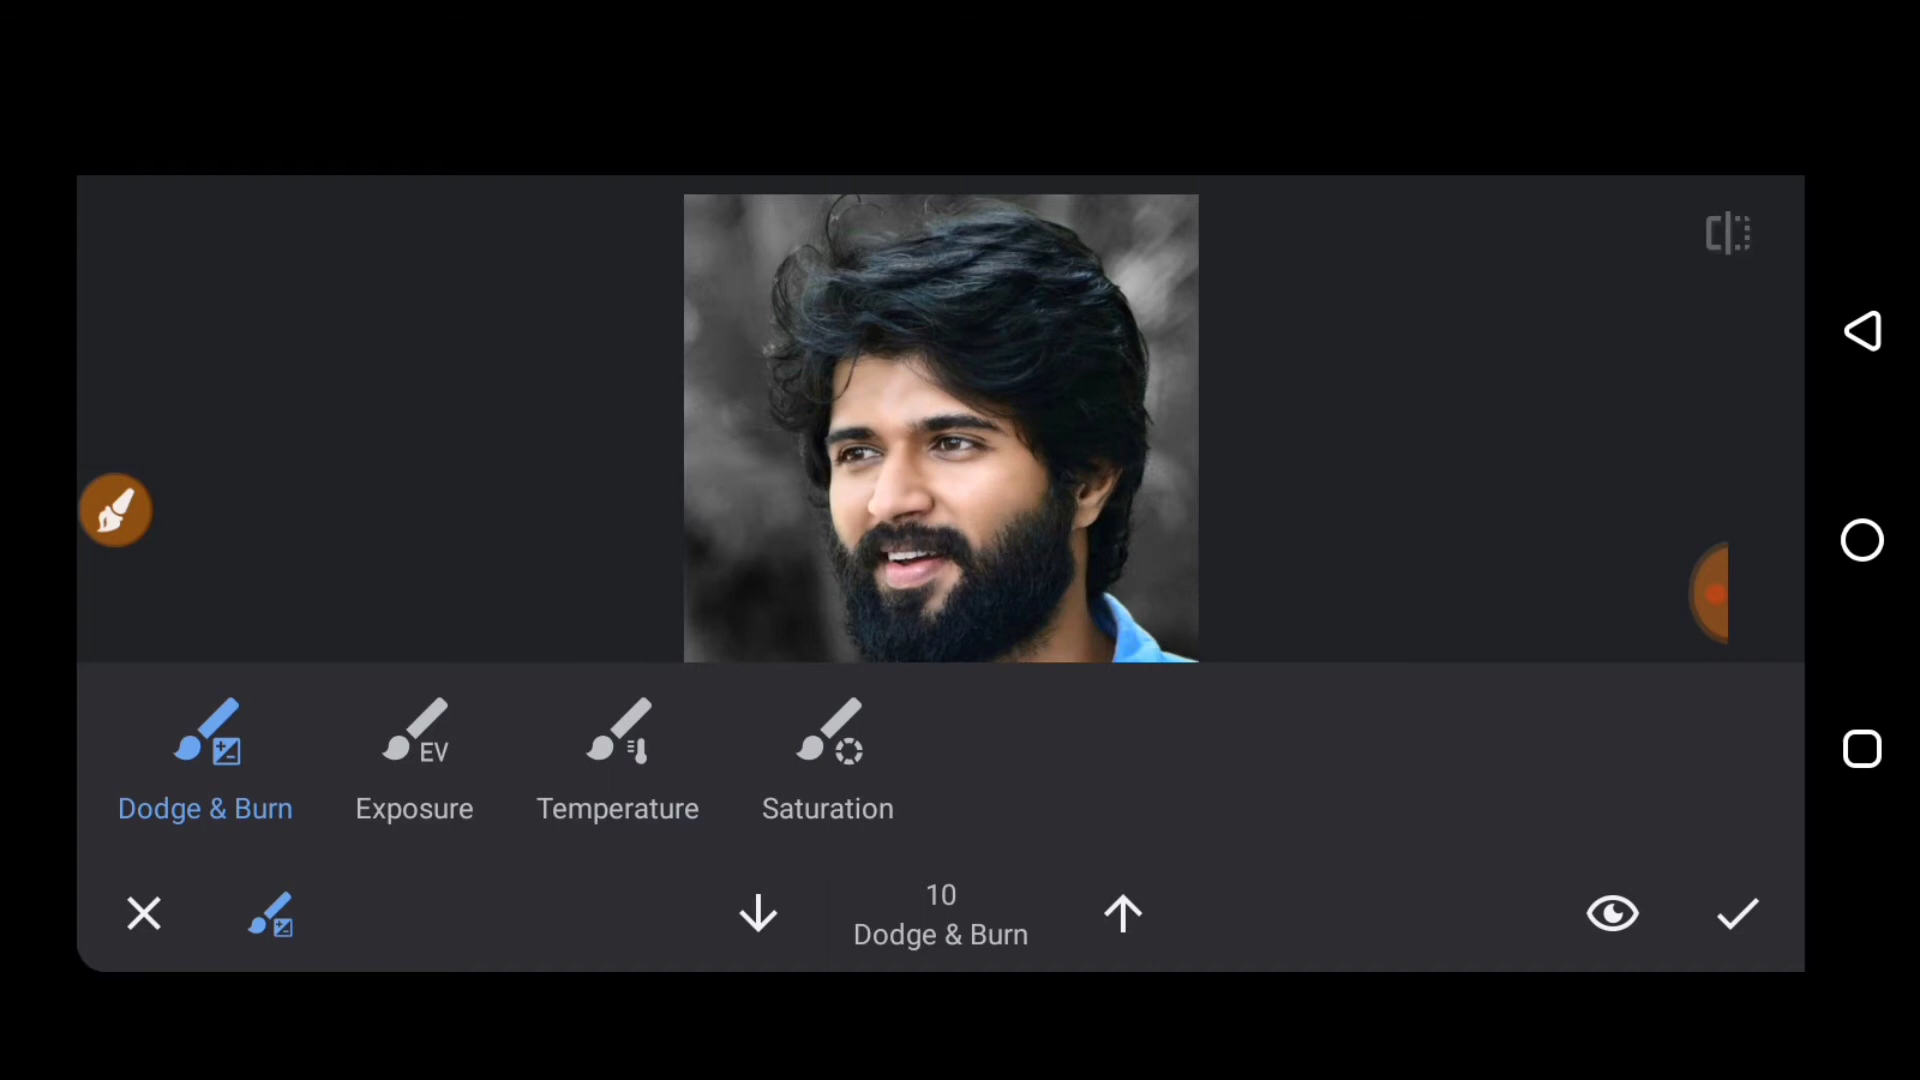 EV
Dodge & Burn
Exposure
Temperature
Saturation
10
Dodge & Burn